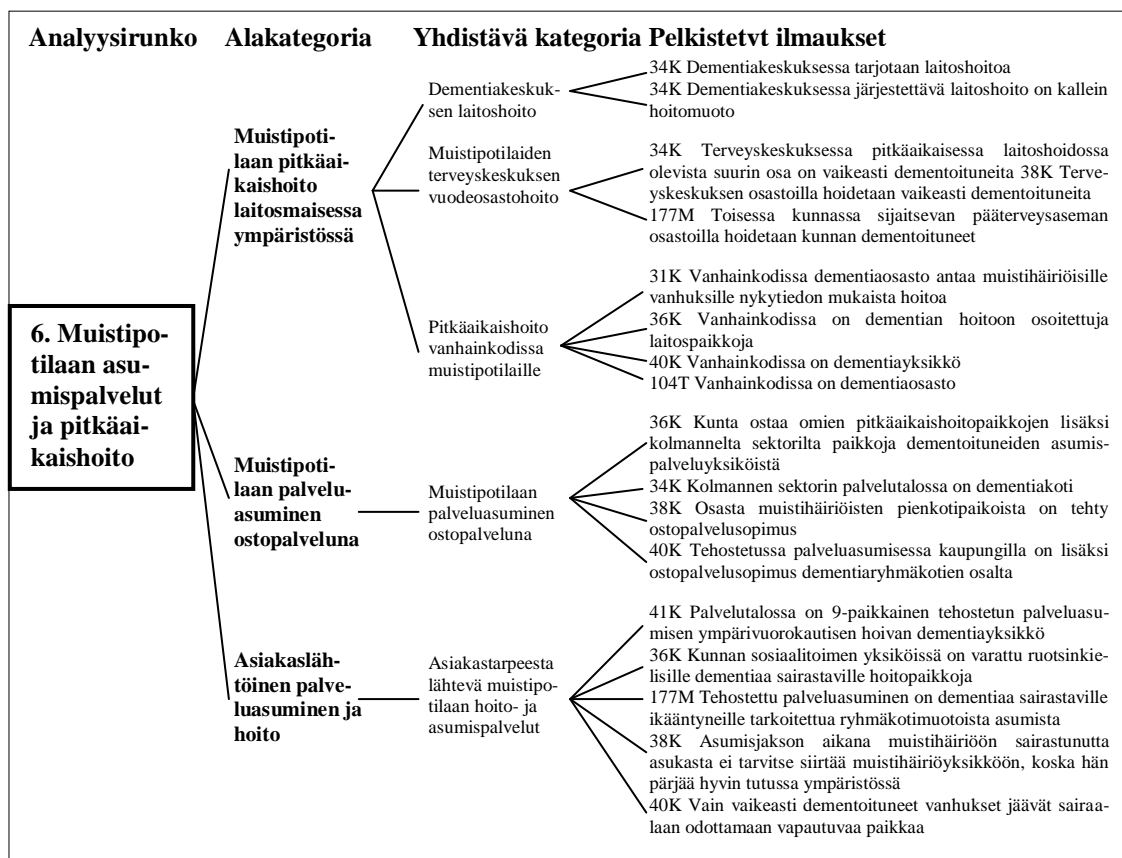 Analyysirunko Alakategoria Yhdistävä kategoria Pelkistetyt ilmaukset
6. Muistipo-
tilaan asu-
mispalvelut
ja pitkäai-
kaishoito
Muistipoti-
laan pitkäai-
kaishoito
laitosmaisessa
ympäristössä
Dementiakeskuk-
sen laitoshoito
34K Dementiakeskuksessa tarjotaan laitoshoitoa
34K Dementiakeskuksessa järjestettävä laitoshoito on kallein
hoitomuoto
Muistipotilaiden
terveyskeskuksen
vuodeosastohoito
34K Terveyskeskuksessa pitkäaikaisessa laitoshoidossa
olevista suurin osa on vaikeasti dementoituneita 38K Terve-
yskeskuksen osastoilla hoidetaan vaikeasti dementoituneita
177M Toisessa kunnassa sijaitsevan pääterveysaseman
osastoilla hoidetaan kunnan dementoituneet
Pitkäaikaishoito
vanhainkodissa
muistipotilaille
31K Vanhainkodissa dementiaosasto antaa muistihäiriöisille
vanhuksille nykytiedon mukaista hoitoa
36K Vanhainkodissa on dementian hoitoon osoitettuja
laitospaikkoja
40K Vanhainkodissa on dementiayksikkö
104T Vanhainkodissa on dementiaosasto
Muistipoti-
laan palvelu-
asuminen
ostopalveluna
Muistipotilaan
palveluasuminen
ostopalveluna
36K Kunta ostaa omien pitkäaikaishoitopaikkojen lisäksi
kolmannelta sektorilta paikkoja dementoituneiden asumis-
palveluyksiköistä
34K Kolmannen sektorin palvelutalossa on dementiakoti
38K Osasta muistihäiriöisten pienkotipaikoista on tehty
ostopalvelusopimus
40K Tehostetussa palveluasumisessa kaupungilla on lisäksi
ostopalvelusopimus dementiaryhmäkotien osalta
Asiakasläh-
töinen palve-
luasuminen ja
hoito
Asiakastarpeesta
lähtevä muistipo-
tilaan hoito- ja
asumispalvelut
41K Palvelutalossa on 9-paikkainen tehostetun palveluasu-
misen ympärivuorokautisen hoivan dementiayksikkö
36K Kunnan sosiaalitoimen yksiköissä on varattu ruotsinkie-
lisille dementiaa sairastaville hoitopaikkoja
177M Tehostettu palveluasuminen on dementiaa sairastaville
ikääntyneille tarkoitettua ryhmäkotimuotoista asumista
38K Asumisjakson aikana muistihäiriöön sairastunutta
asukasta ei tarvitse siirtää muistihäiriöyksikköön, koska hän
pärjää hyvin tutussa ympäristössä
40K Vain vaikeasti dementoituneet vanhukset jäävät sairaa-
laan odottamaan vapautuvaa paikkaa